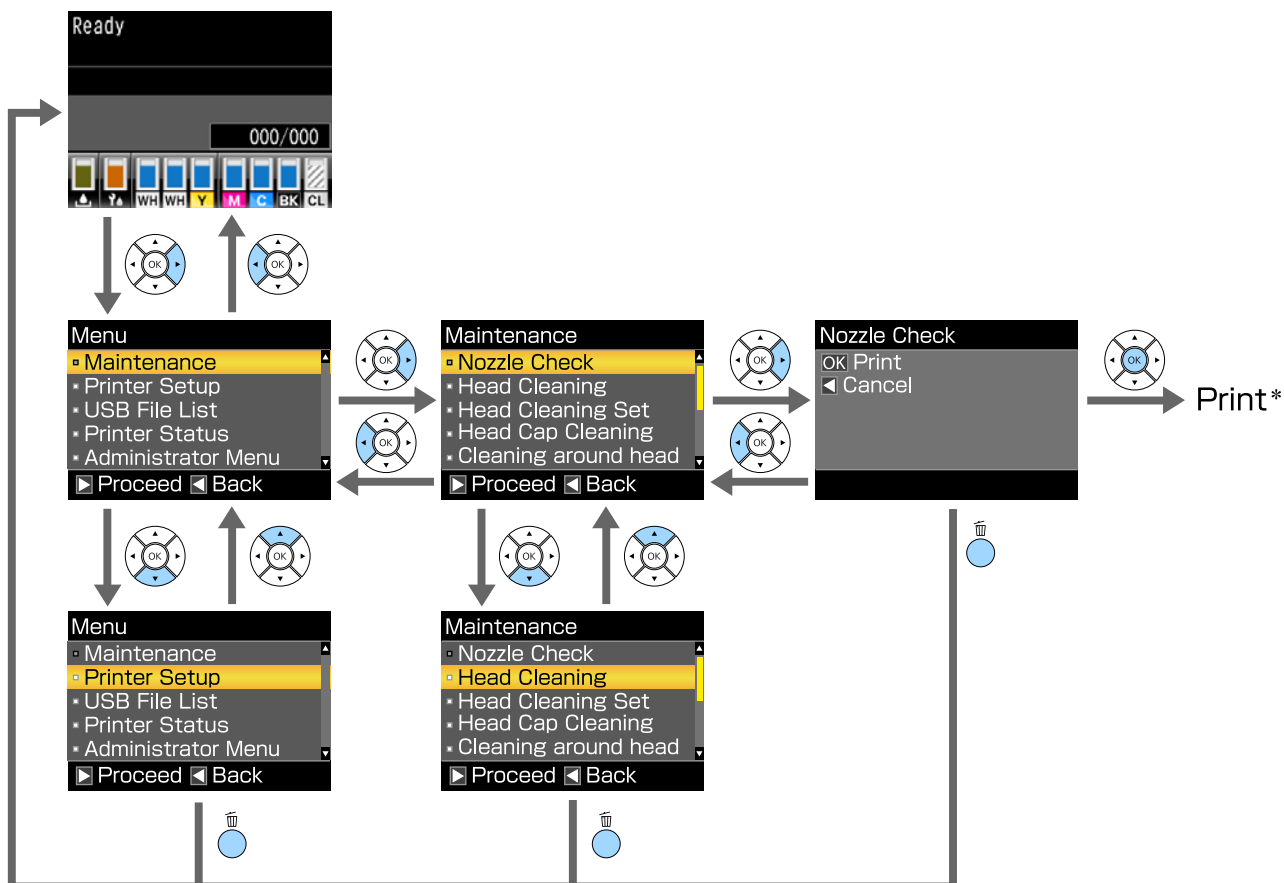 Ready
000/000
WH WH Y M C BK CL
OK OK
Menu
Maintenance
Printer Setup
USB File List
Printer Status
Administrator Menu
Proceed Back
OK
OK
Maintenance
Nozzle Check
Head Cleaning
Head Cleaning Set
Head Cap Cleaning
Cleaning around head
Proceed Back
OK
OK
Nozzle Check
OK Print
Cancel
OK
Print*
OK OK
OK OK
Menu
Maintenance
Printer Setup
USB File List
Printer Status
Administrator Menu
Proceed Back
Maintenance
Nozzle Check
Head Cleaning
Head Cleaning Set
Head Cap Cleaning
Cleaning around head
Proceed Back